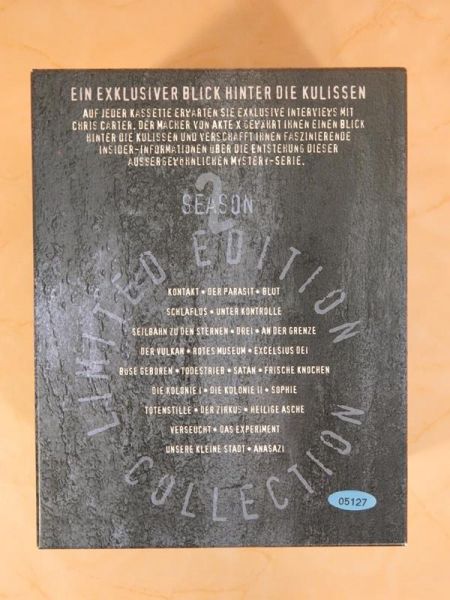 EIN EXKLUSIVER BLICK HINTER DIE KULISSEN
AUF JEDER KASSETTE ERWARTEN SIE EXKLUSIVE INTERVIEWS MIT
CHRIS CARTER. DER MACHER VON AKTE X GEWÄHRT IHNEN EINEN BLICK
HINTER DIE KULISSEN UND VERSCHAFFT IHNEN FASZINIERENDE
INSIDER-INFORMATIONEN ÜBER DIE ENTSTEHUNG DIESER
AUSSERGEWÖHNLICHEN MYSTERY-SERIE.
2
SEASON
LIMITED EDITION
KONTAKT • DER PARASIT • BLUT
SCHLAFLOS • UNTER KONTROLLE
SEILBAHN ZU DEN STERNEN • DREI • AN DER GRENZE
DER VULKAN • ROTES MUSEUM • EXCELSIUS DEI
BÖSE GEBOREN • TODESTRIEB • SATAN • FRISCHE KNOCHEN
DIE KOLONIE I • DIE KOLONIE II • SOPHIE
TOTENSTILLE • DER ZIRKUS • HEILIGE ASCHE
VERSEUCHT • DAS EXPERIMENT
UNSERE KLEINE STADT • ANASAZI
COLLECTION
05127